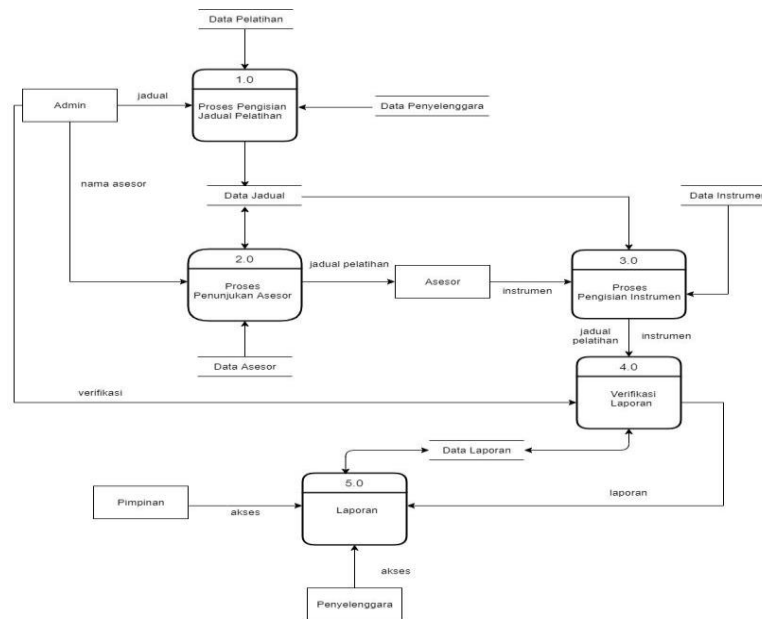 Data Pelatihan
1.0
Proses Pengisian
Jadual Pelatihan
Admin
jadual
Data Penyelenggara
nama asesor
Data Jadual
Data Instrumen
2.0
Proses
Penunjukan Asesor
jadual pelatihan
Asesor
instrumen
3.0
Proses
Pengisian Instrumen
Data Asesor
jadual
pelatihan
instrumen
4.0
Verifikasi
Laporan
verifikasi
Data Laporan
5.0
Laporan
Pimpinan
akses
laporan
akses
Penyelenggara